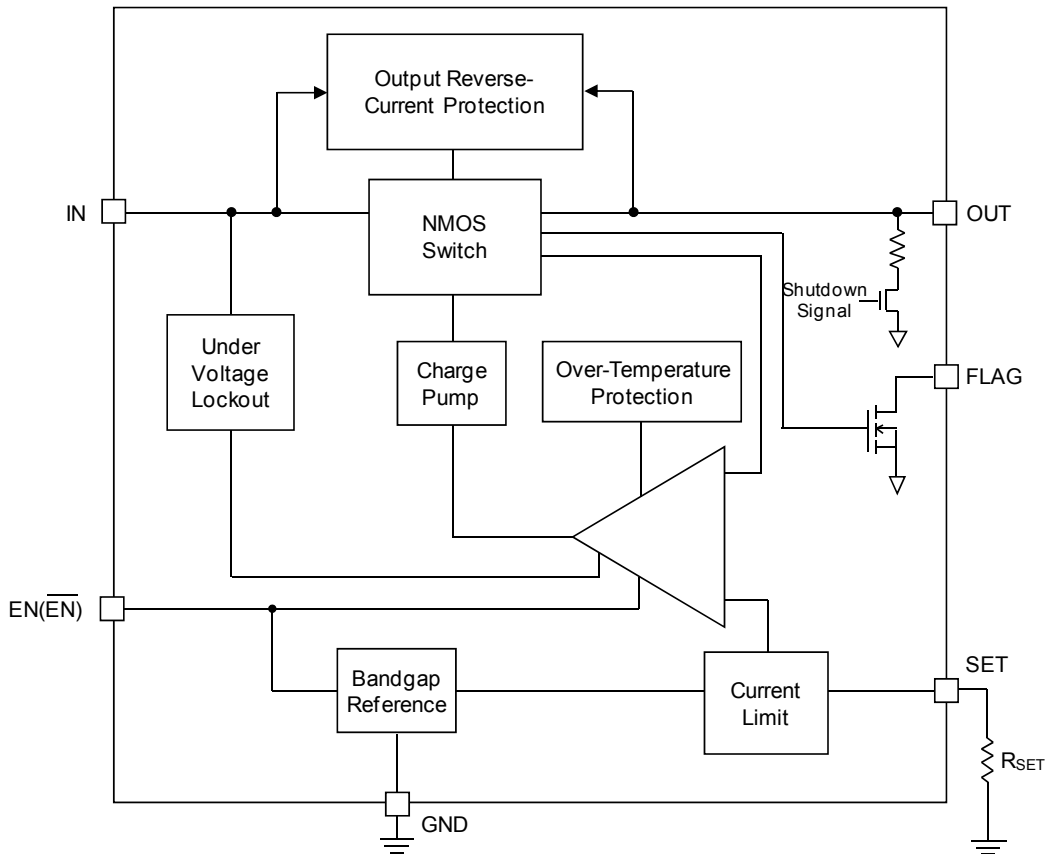 Output Reverse-
Current Protection
IN
NMOS
Switch
OUT
Shutdown
Signal
Under
Voltage
Lockout
Charge
Pump
Over-Temperature
Protection
FLAG
EN(E̅N̅)
SET
Bandgap
Reference
Current
Limit
RSET
GND